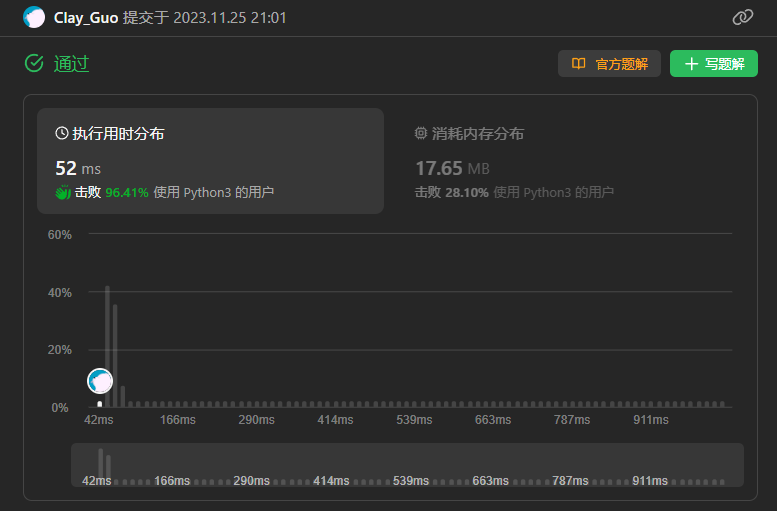 Clay_Guo 提交于 2023.11.25 21:01
通过
官方题解
写题解
执行用时分布
52 ms
击败 96.41% 使用 Python3 的用户
消耗内存分布
17.65 MB
击败 28.10% 使用 Python3 的用户
60%
40%
20%
0%
42ms 166ms 290ms 414ms 539ms 663ms 787ms 911ms
42ms 166ms 290ms 414ms 539ms 663ms 787ms 911ms